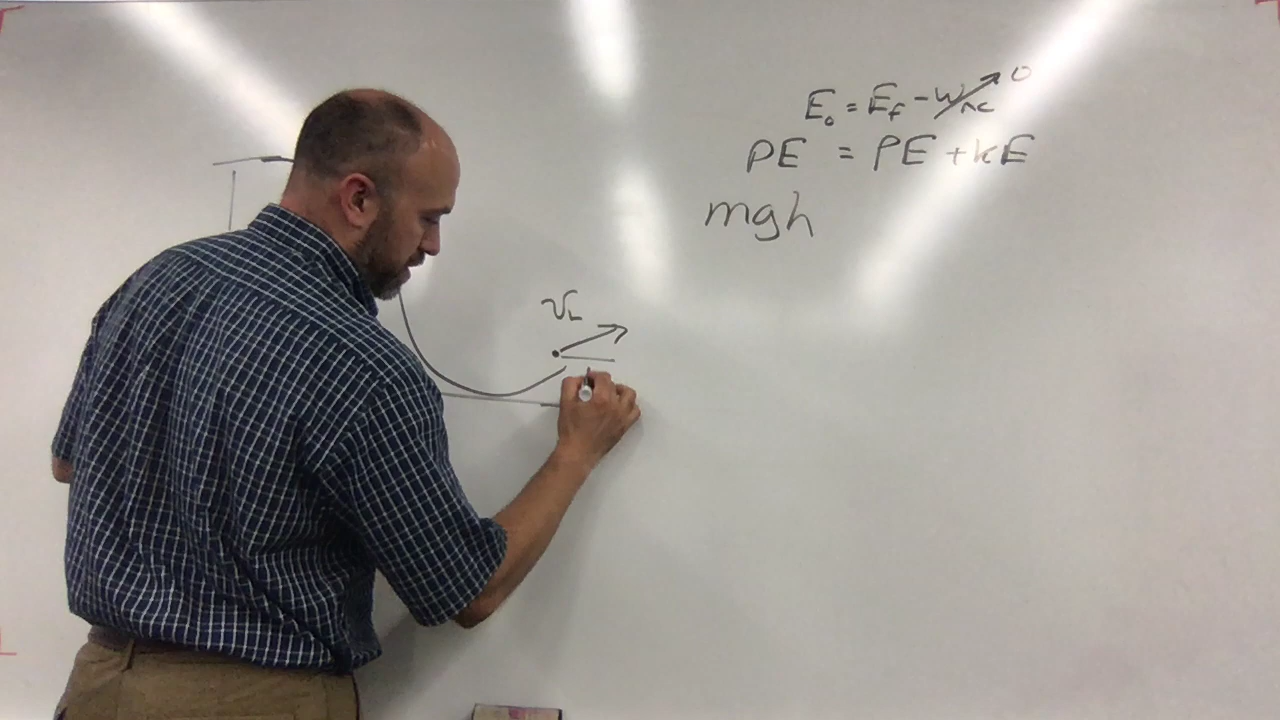 E₀ = E_f - W_nc → 0
PE = PE + kE
mgh
v_L